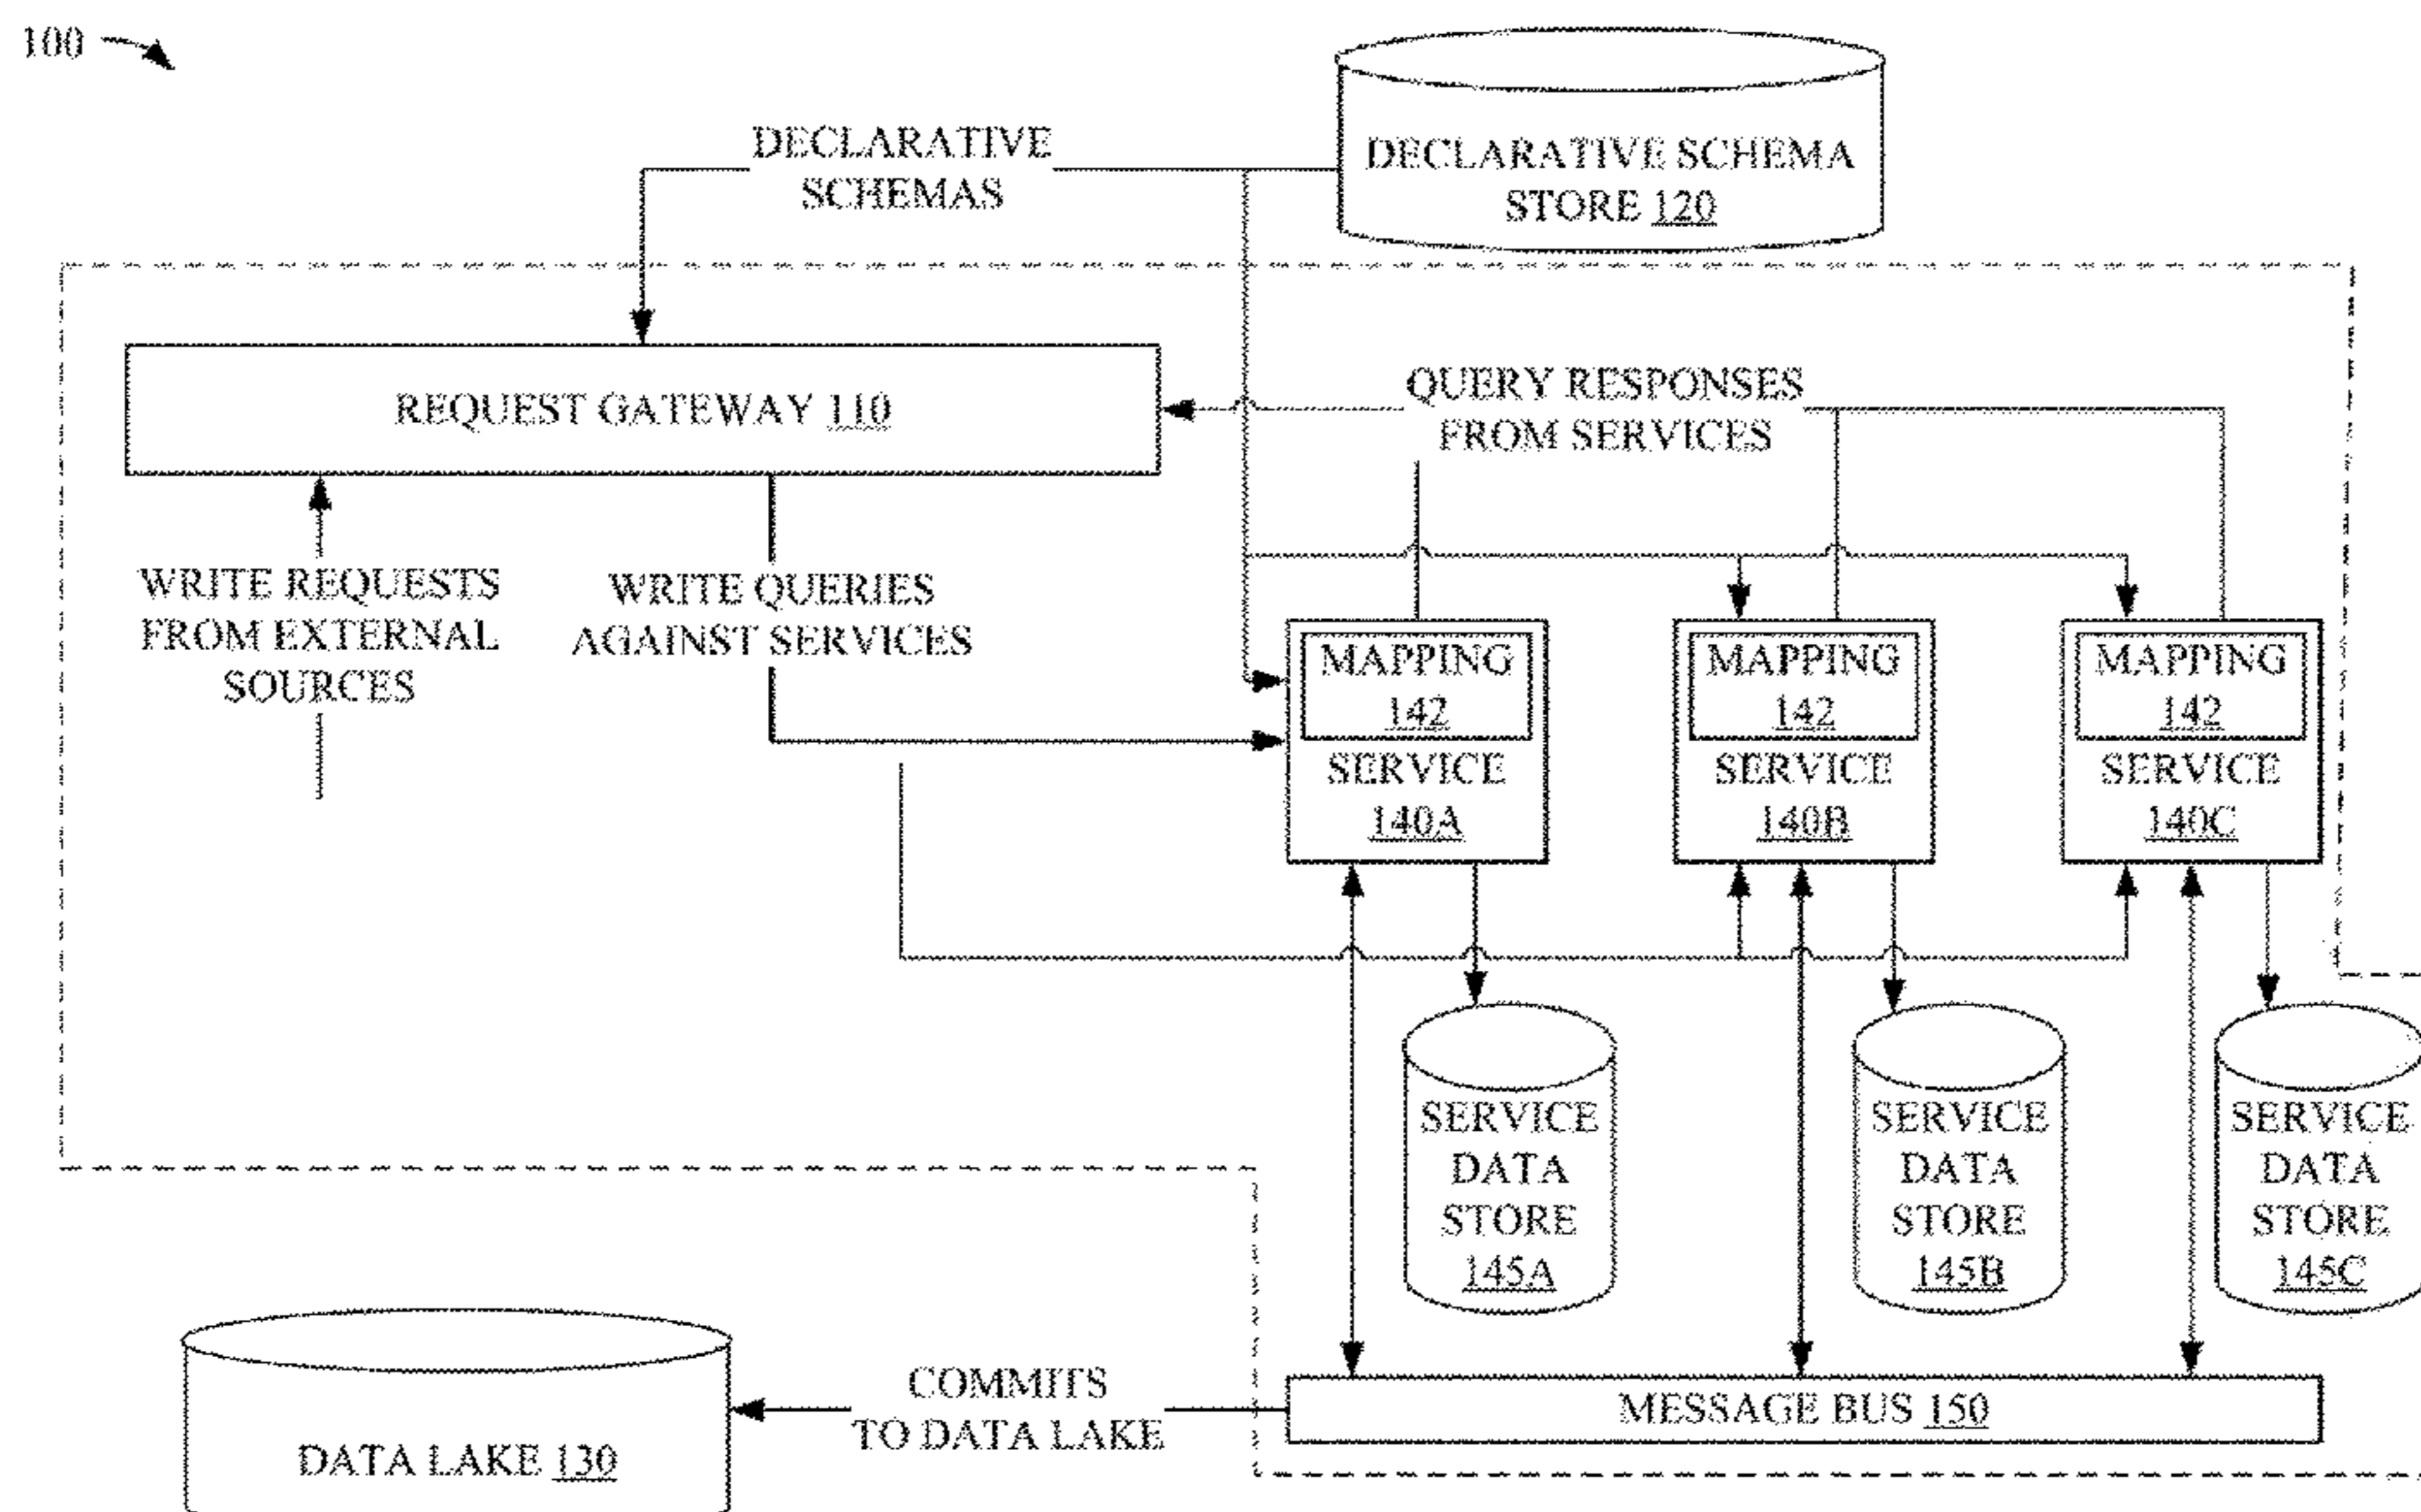 100
DECLARATIVE
SCHEMAS
DECLARATIVE SCHEMA
STORE 120
REQUEST GATEWAY 110
QUERY RESPONSES
FROM SERVICES
WRITE REQUESTS
FROM EXTERNAL
SOURCES
WRITE QUERIES
AGAINST SERVICES
MAPPING
142
SERVICE
140A
MAPPING
142
SERVICE
140B
MAPPING
142
SERVICE
140C
SERVICE
DATA
STORE
145A
SERVICE
DATA
STORE
145B
SERVICE
DATA
STORE
145C
COMMITS
TO DATA LAKE
MESSAGE BUS 150
DATA LAKE 130